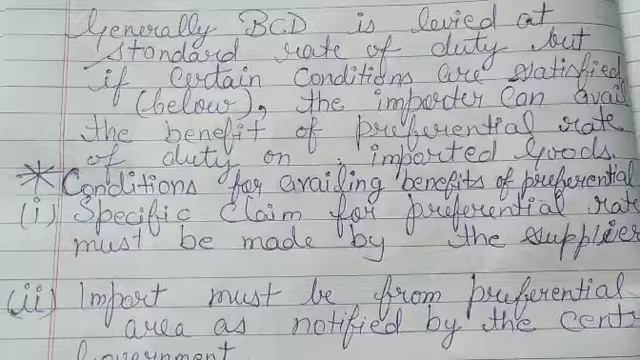 Generally BCD is levied at
standard rate of duty but
if certain conditions are satisfied
(below), the importer can avail
the benefit of preferential rate
of duty on imported goods.
* Conditions for availing benefits of preferential
(i) Specific Claim for preferential rate
must be made by the supplier
(ii) Import must be from preferential
area as notified by the Centr
Government